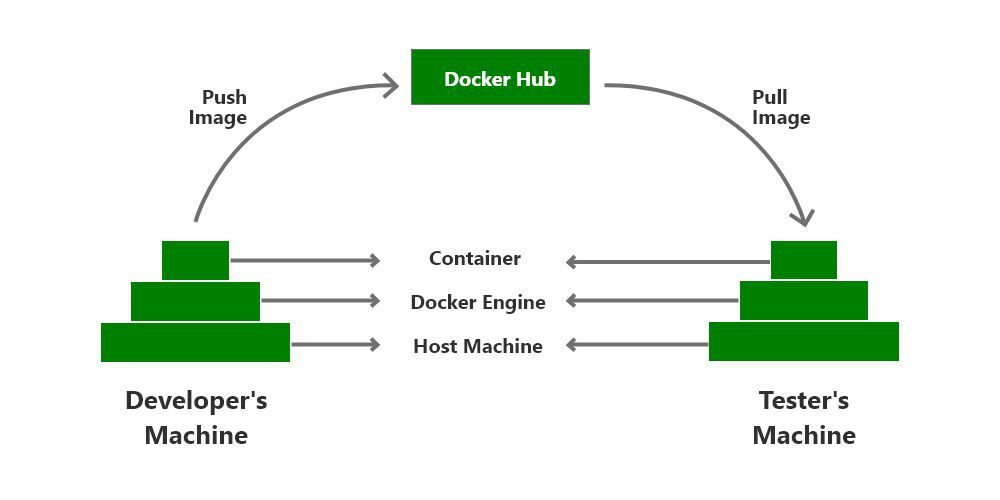 Docker Hub
Push
Image
Pull
Image
Container
Docker Engine
Host Machine
Developer's
Machine
Tester's
Machine